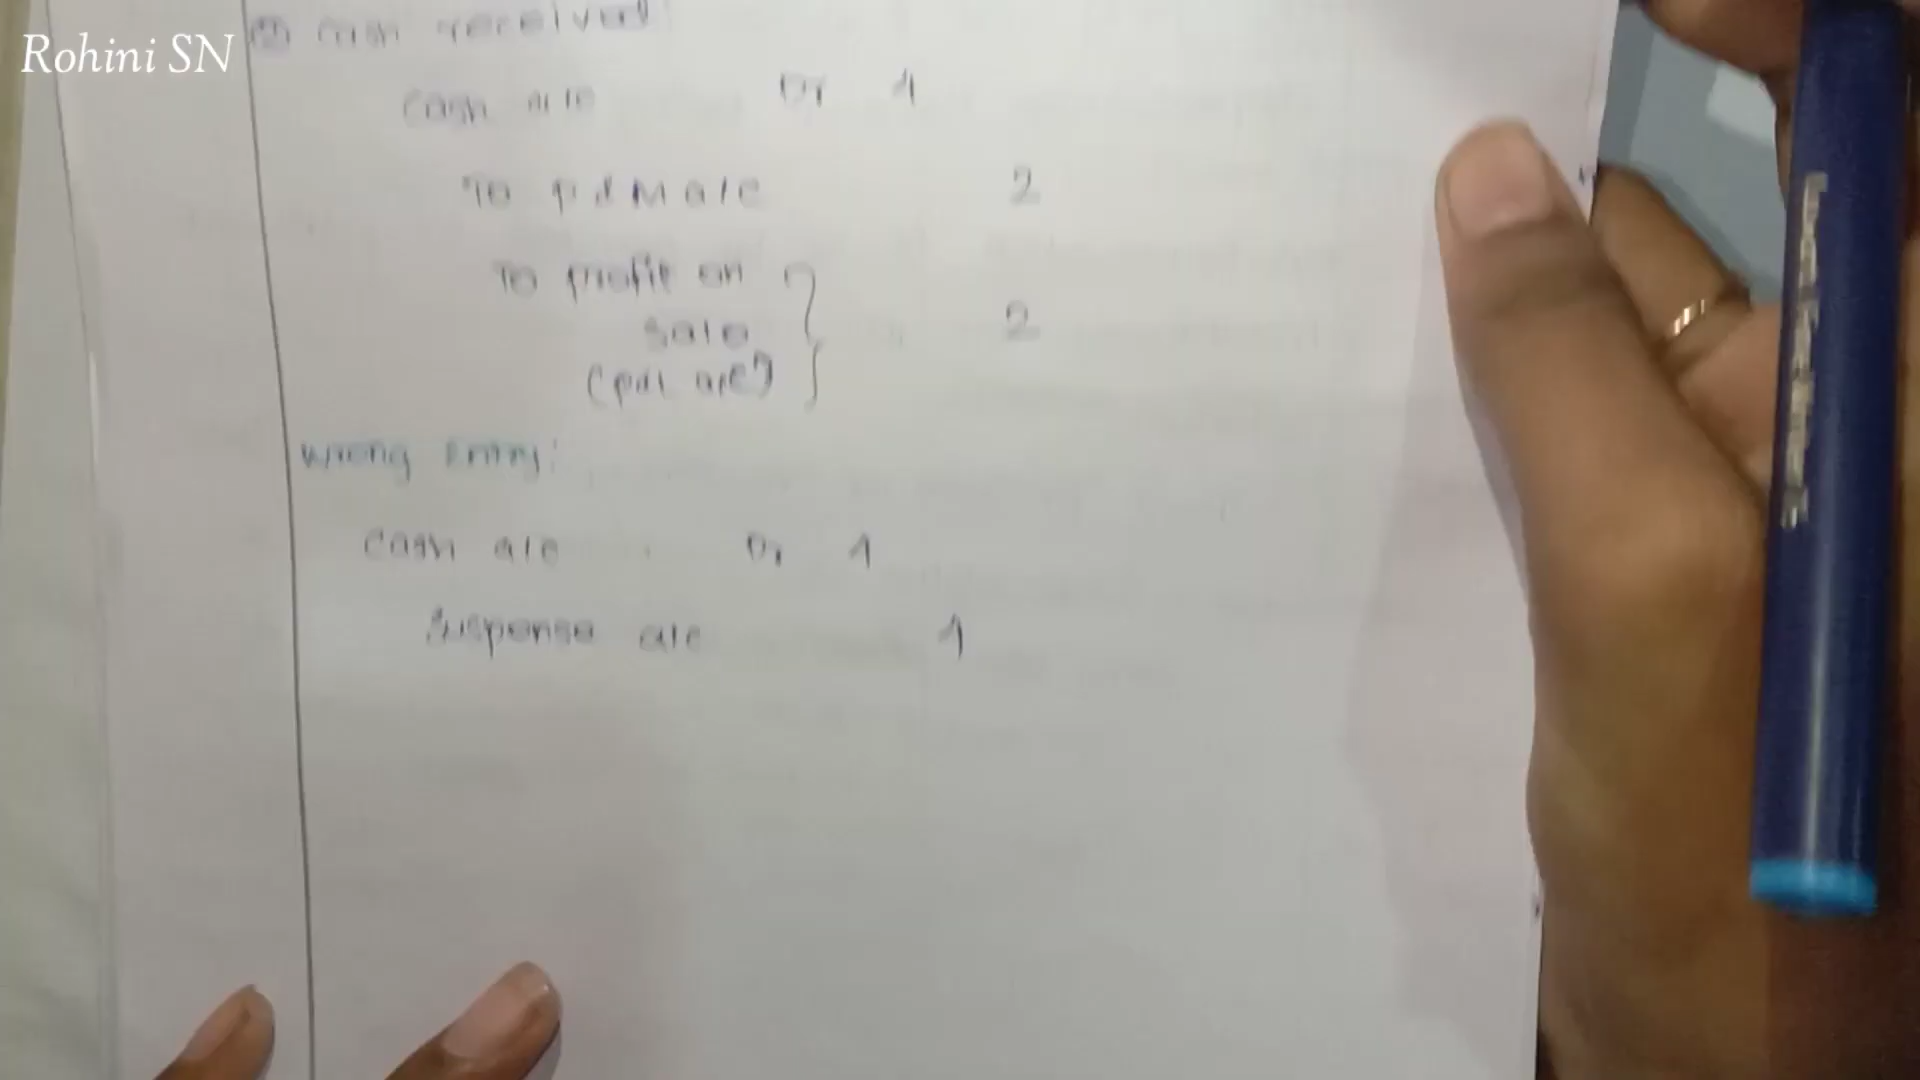 Rohini SN
② cash received:
cash a/c Dr 1
To P&M a/c 2
To profit on
sale 2
(P&L a/c)
wrong entry:
cash a/c Dr 1
Suspense a/c 1